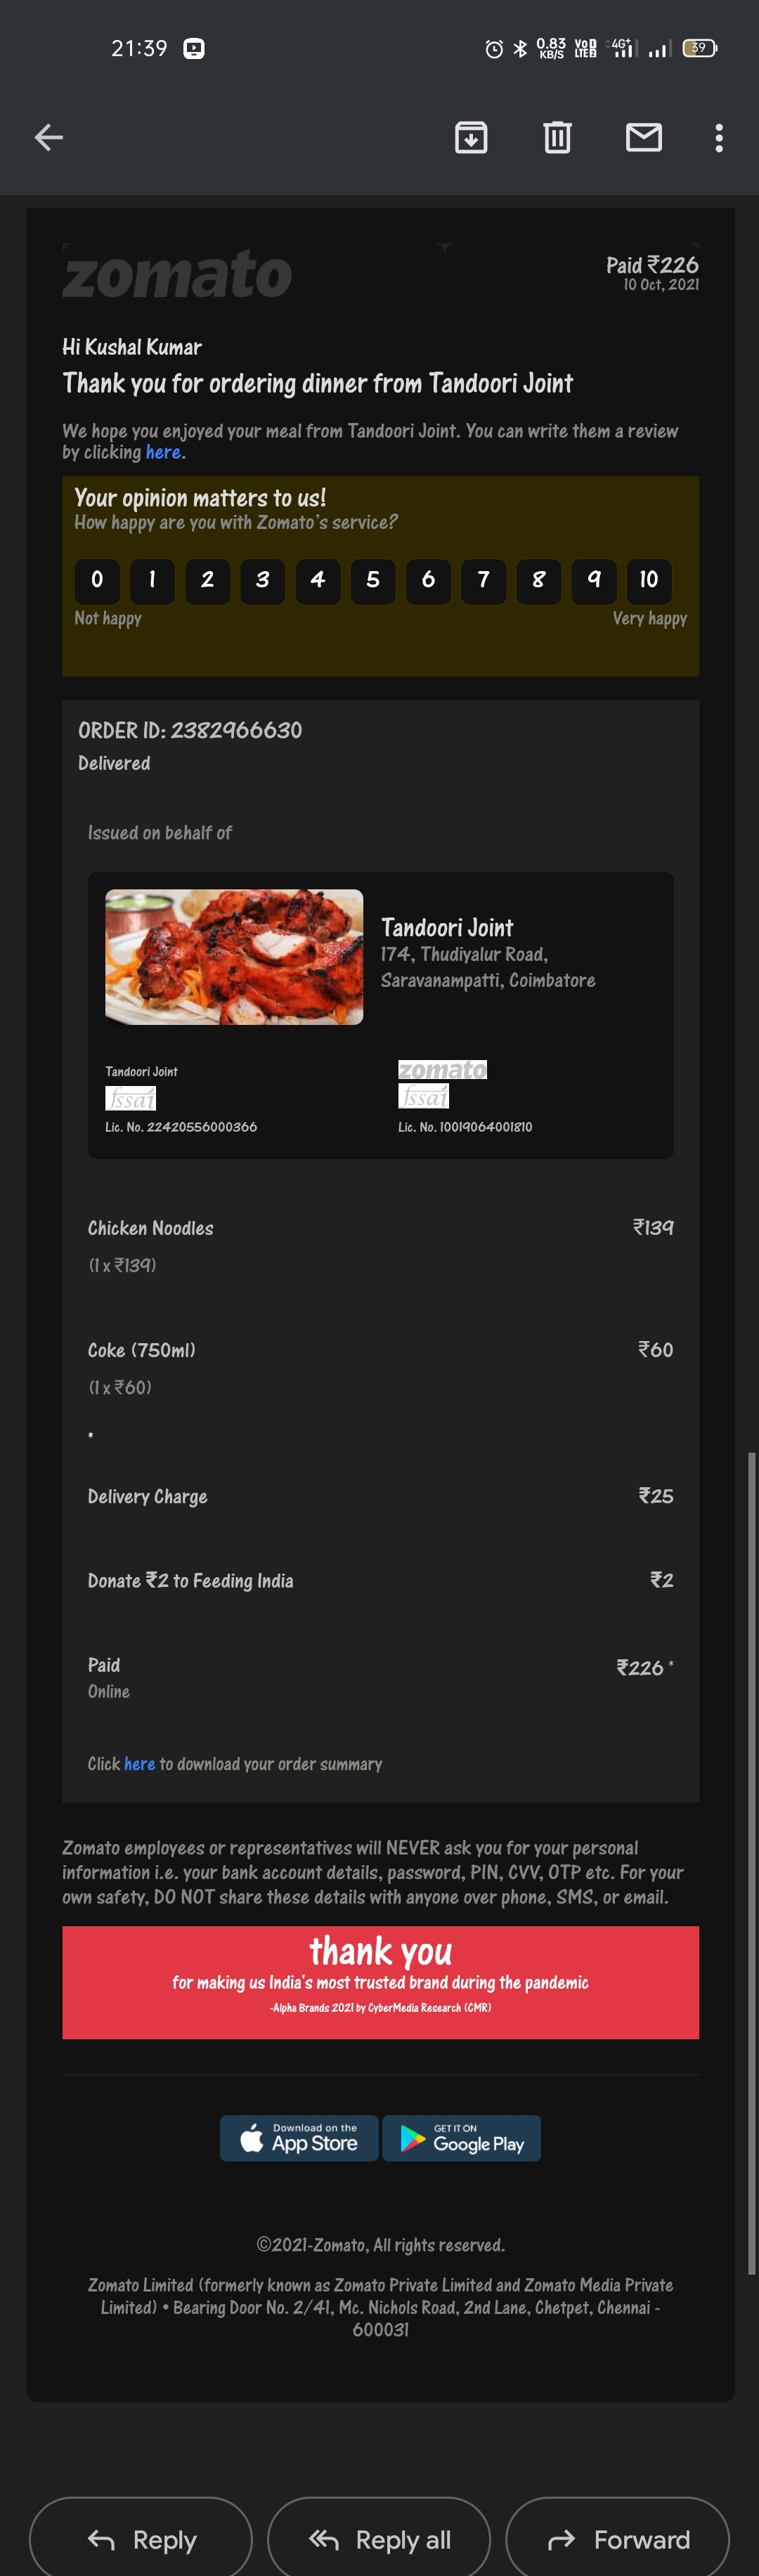 21:39
0.83 KB/S VoD LTE2 4G+ 39
zomato
Paid ₹226
10 Oct, 2021
Hi Kushal Kumar
Thank you for ordering dinner from Tandoori Joint
We hope you enjoyed your meal from Tandoori Joint. You can write them a review
by clicking here.
Your opinion matters to us!
How happy are you with Zomato's service?
0 1 2 3 4 5 6 7 8 9 10
Not happy Very happy
ORDER ID: 2382966630
Delivered
Issued on behalf of
Tandoori Joint
174, Thudiyalur Road,
Saravanampatti, Coimbatore
Tandoori Joint
fssai
Lic. No. 22420556000366
zomato
fssai
Lic. No. 10019064001810
Chicken Noodles ₹139
(1 x ₹139)
Coke (750ml) ₹60
(1 x ₹60)
*
Delivery Charge ₹25
Donate ₹2 to Feeding India ₹2
Paid ₹226 *
Online
Click here to download your order summary
Zomato employees or representatives will NEVER ask you for your personal
information i.e. your bank account details, password, PIN, CVV, OTP etc. For your
own safety, DO NOT share these details with anyone over phone, SMS, or email.
thank you
for making us India's most trusted brand during the pandemic
-Alpha Brands 2021 by CyberMedia Research (CMR)
Download on the App Store
GET IT ON Google Play
©2021-Zomato, All rights reserved.
Zomato Limited (formerly known as Zomato Private Limited and Zomato Media Private
Limited) • Bearing Door No. 2/41, Mc. Nichols Road, 2nd Lane, Chetpet, Chennai -
600031
Reply Reply all Forward